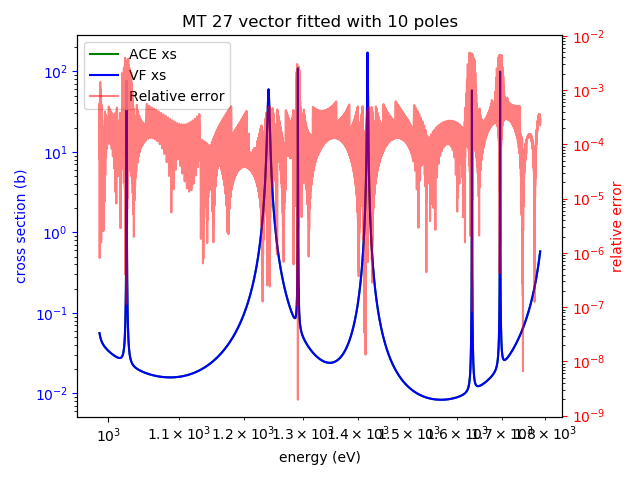 MT 27 vector fitted with 10 poles
ACE xs
VF xs
Relative error
cross section (b)
10²
10¹
10⁰
10⁻¹
10⁻²
relative error
10⁻²
10⁻³
10⁻⁴
10⁻⁵
10⁻⁶
10⁻⁷
10⁻⁸
10⁻⁹
10³ 1.1 × 10³ 1.2 × 10³ 1.3 × 10³ 1.4 × 10³ 1.5 × 10³ 1.6 × 10³ 1.7 × 10³ 1.8 × 10³
energy (eV)